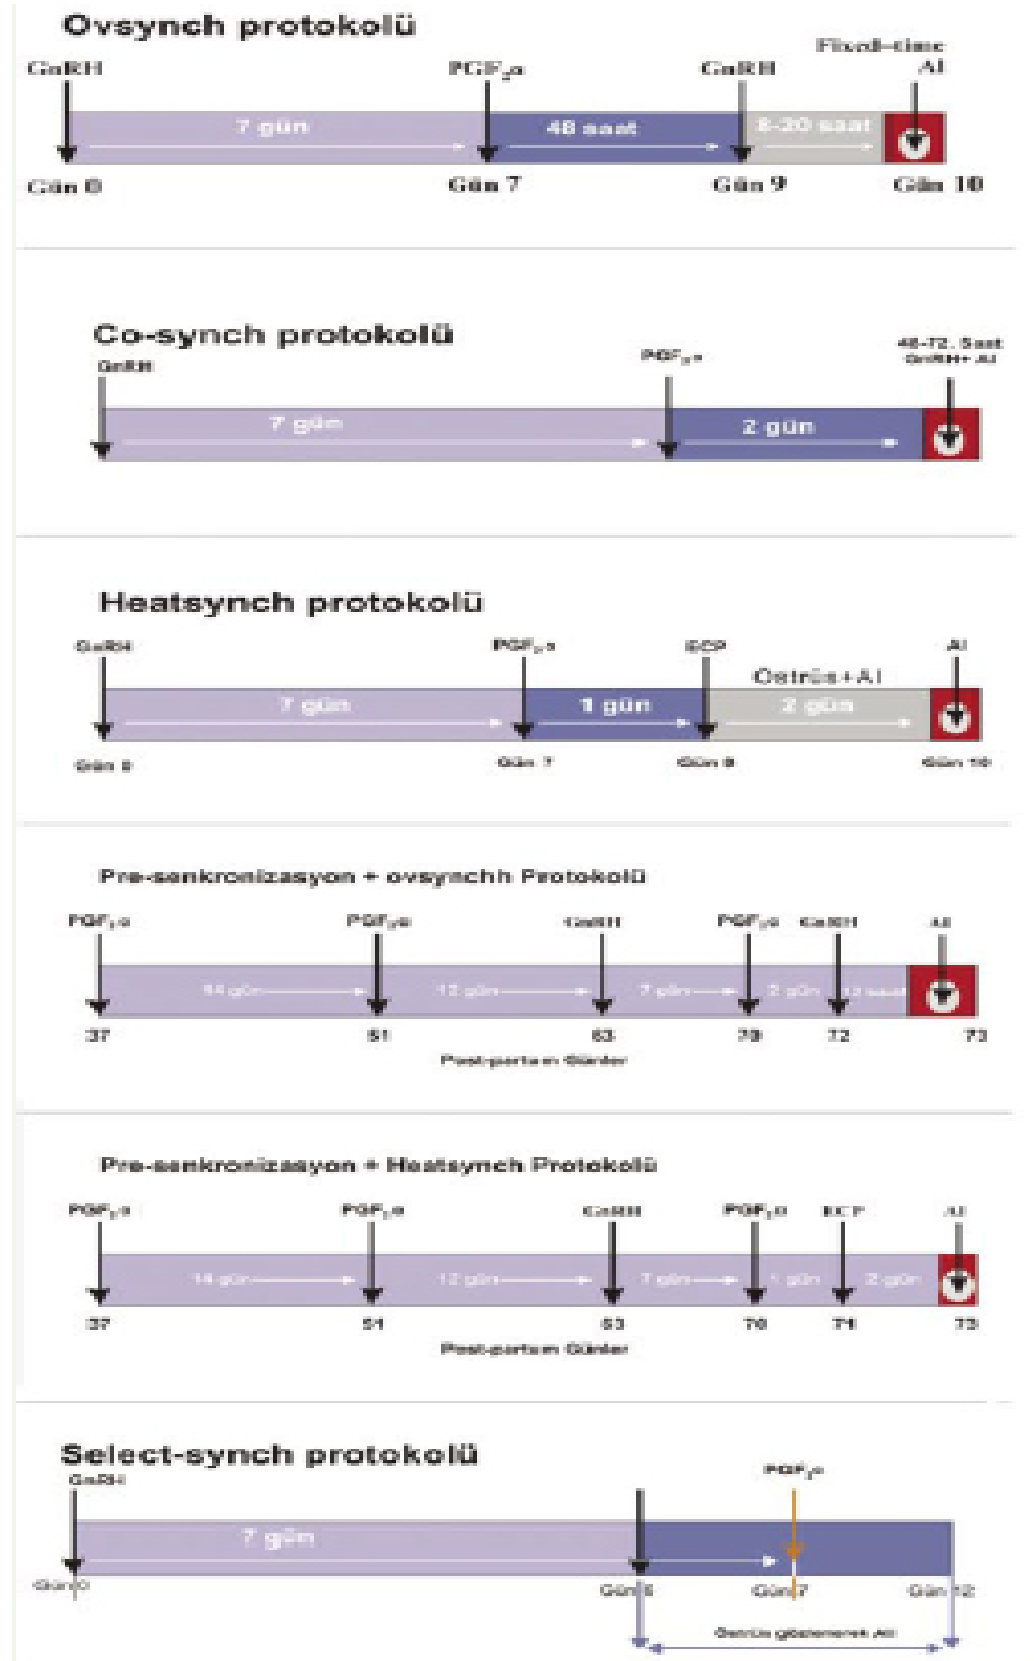 Ovsynch protokolü
Fixed-time
GnRH PGF₂α GnRH AI
7 gün 48 saat 8-20 saat
Gün 0 Gün 7 Gün 9 Gün 10
Co-synch protokolü
48-72. Saat
GnRH PGF₂α GnRH+ AI
7 gün 2 gün
Heatsynch protokolü
GnRH PGF₂α ECP AI
Östrüs+AI
7 gün 1 gün 2 gün
Gün 0 Gün 7 Gün 10
Pre-senkronizasyon + ovsynchh Protokolü
PGF₂α PGF₂α GnRH PGF₂α GnRH AI
14 gün 12 gün 7 gün 2 gün 12 saat
37 51 63 70 72 73
Post-partum Günler
Pre-senkronizasyon + Heatsynch Protokolü
PGF₂α PGF₂α GnRH PGF₂α ECP AI
14 gün 12 gün 7 gün 1 gün 2 gün
37 51 63 70 71 73
Post-partum Günler
Select-synch protokolü
GnRH PGF₂α
7 gün
Gün 0 Gün 6 Gün 7 Gün 12
Östrüs gözlenerek AI